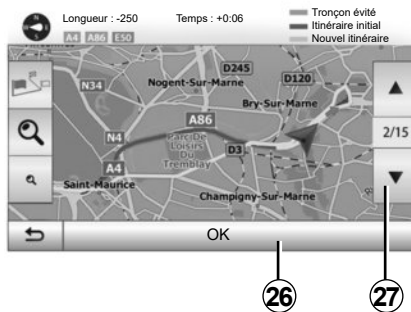 Longueur : -250 Temps : +0:06
A4 A86 E50
Tronçon évité
Itinéraire initial
Nouvel itinéraire
D245
D120
N34
Nogent-Sur-Marne
Bry-Sur-Marne
A86
2/15
N4
Parc De
Loisirs
Du
Tremblay
D3
A4
Saint-Maurice
Champigny-Sur-Marne
OK
26 27